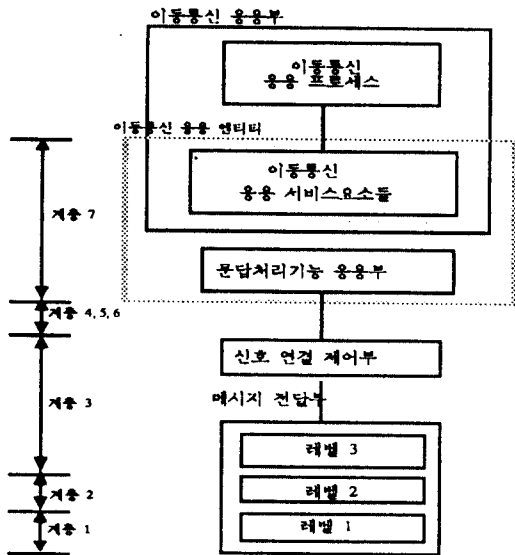 이동통신 응용부
이동통신
응용 프로세스
이동통신 응용 엔티티
이동통신
응용 서비스요소들
계층 7
문답처리기능 응용부
계층 4, 5, 6
신호 연결 제어부
계층 3
메시지 전달부
레벨 3
계층 2
레벨 2
계층 1
레벨 1